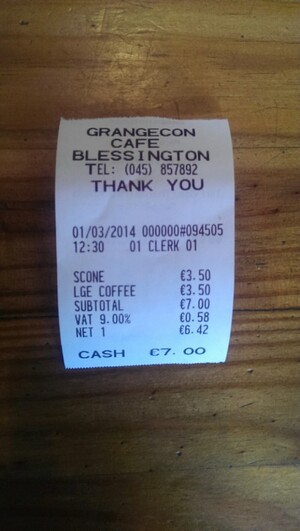 GRANGECON
CAFE
BLESSINGTON
TEL: (045) 857892
THANK YOU
01/03/2014 000000#094505
12:30 01 CLERK 01
SCONE €3.50
LGE COFFEE €3.50
SUBTOTAL €7.00
VAT 9.00% €0.58
NET 1 €6.42
CASH €7.00